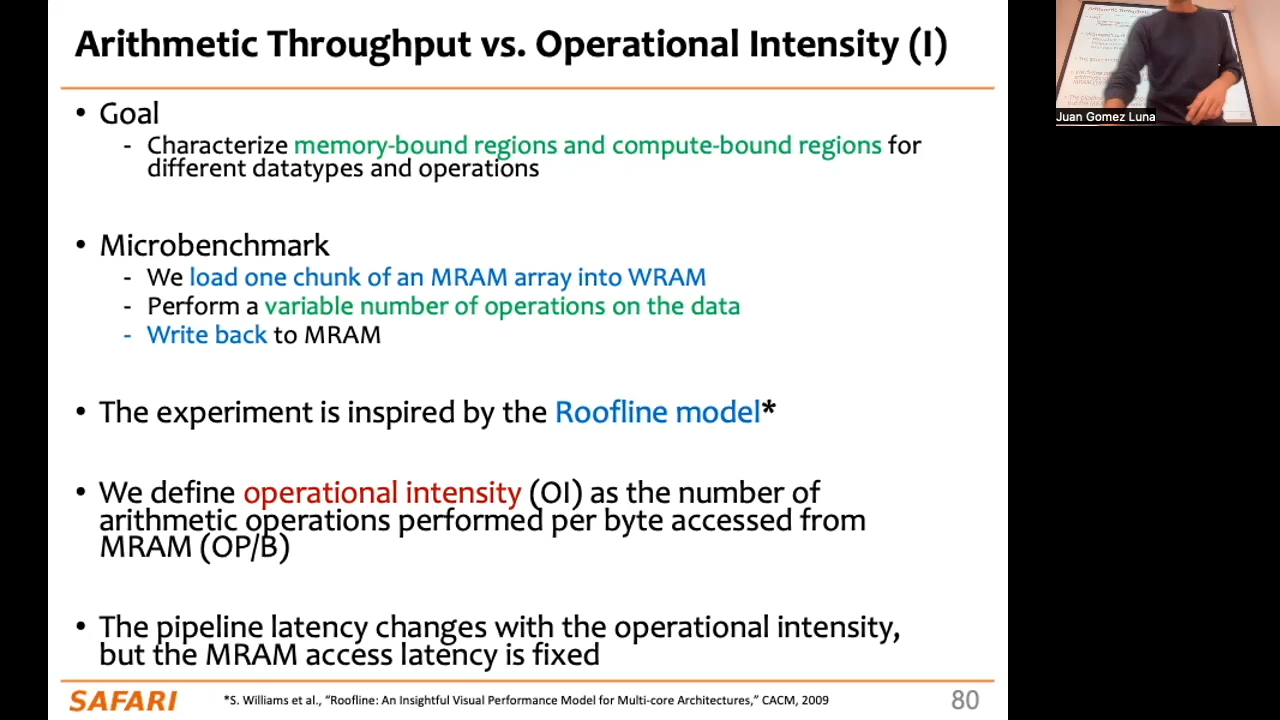 Arithmetic Throughput vs. Operational Intensity (I)
• Goal
- Characterize memory-bound regions and compute-bound regions for
different datatypes and operations
• Microbenchmark
- We load one chunk of an MRAM array into WRAM
- Perform a variable number of operations on the data
- Write back to MRAM
• The experiment is inspired by the Roofline model*
• We define operational intensity (OI) as the number of
arithmetic operations performed per byte accessed from
MRAM (OP/B)
• The pipeline latency changes with the operational intensity,
but the MRAM access latency is fixed
SAFARI
*S. Williams et al., “Roofline: An Insightful Visual Performance Model for Multi-core Architectures,” CACM, 2009
80
Juan Gomez Luna